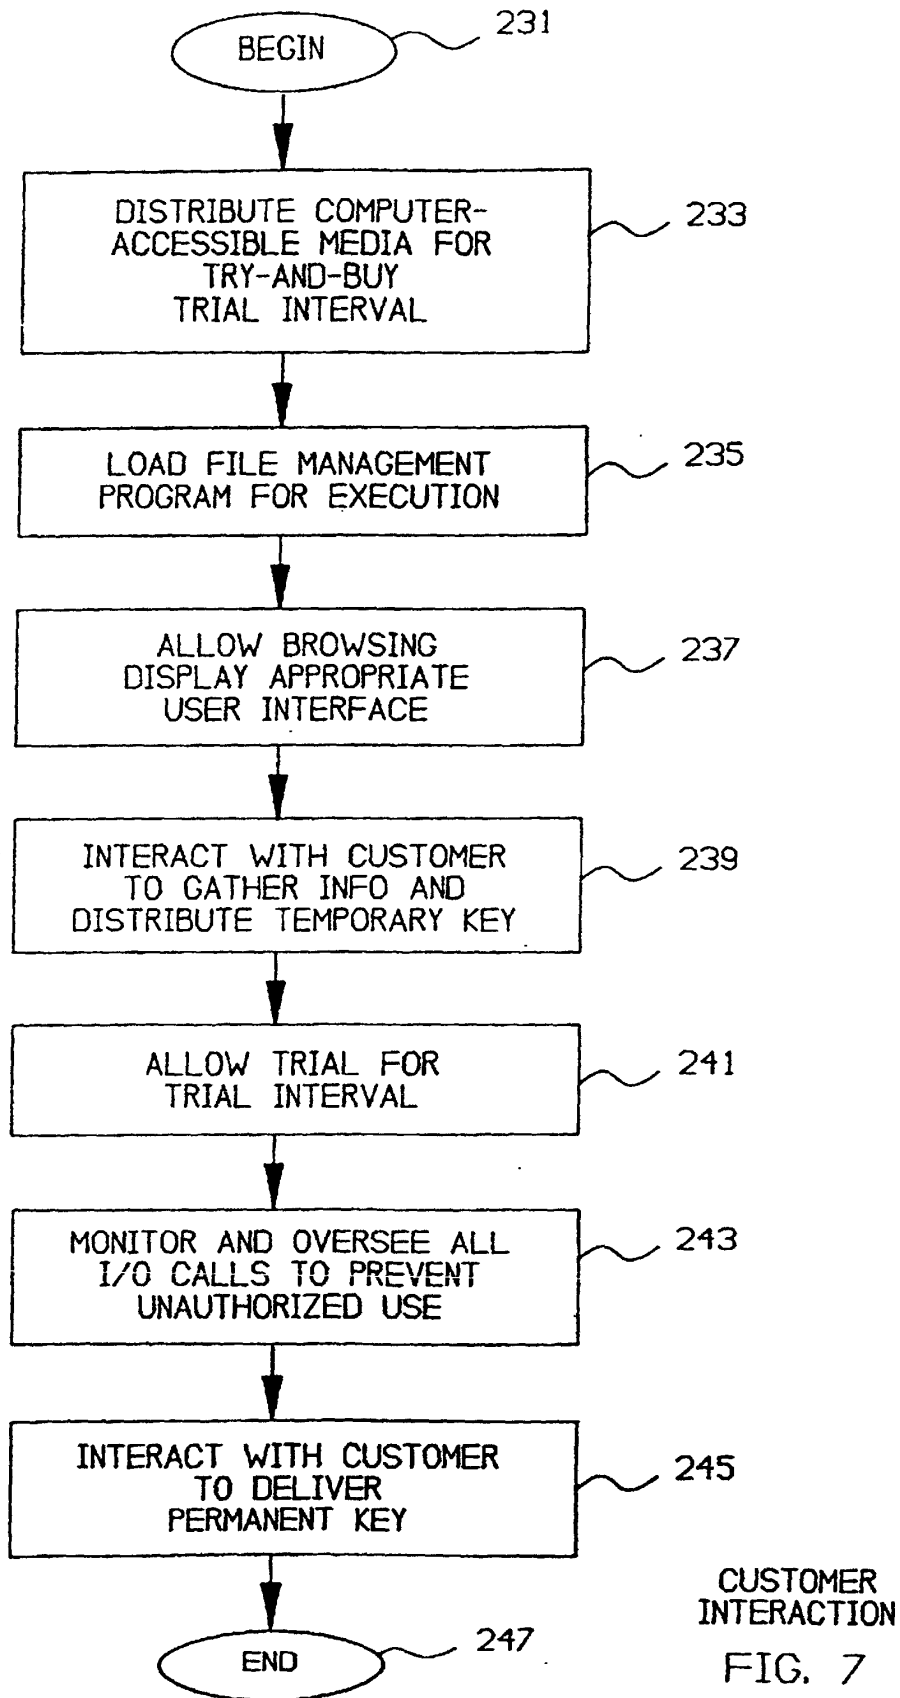 BEGIN
231
DISTRIBUTE COMPUTER-
ACCESSIBLE MEDIA FOR
TRY-AND-BUY
TRIAL INTERVAL
233
LOAD FILE MANAGEMENT
PROGRAM FOR EXECUTION
235
ALLOW BROWSING
DISPLAY APPROPRIATE
USER INTERFACE
237
INTERACT WITH CUSTOMER
TO GATHER INFO AND
DISTRIBUTE TEMPORARY KEY
239
ALLOW TRIAL FOR
TRIAL INTERVAL
241
MONITOR AND OVERSEE ALL
I/O CALLS TO PREVENT
UNAUTHORIZED USE
243
INTERACT WITH CUSTOMER
TO DELIVER
PERMANENT KEY
245
END
247
CUSTOMER
INTERACTION
FIG. 7